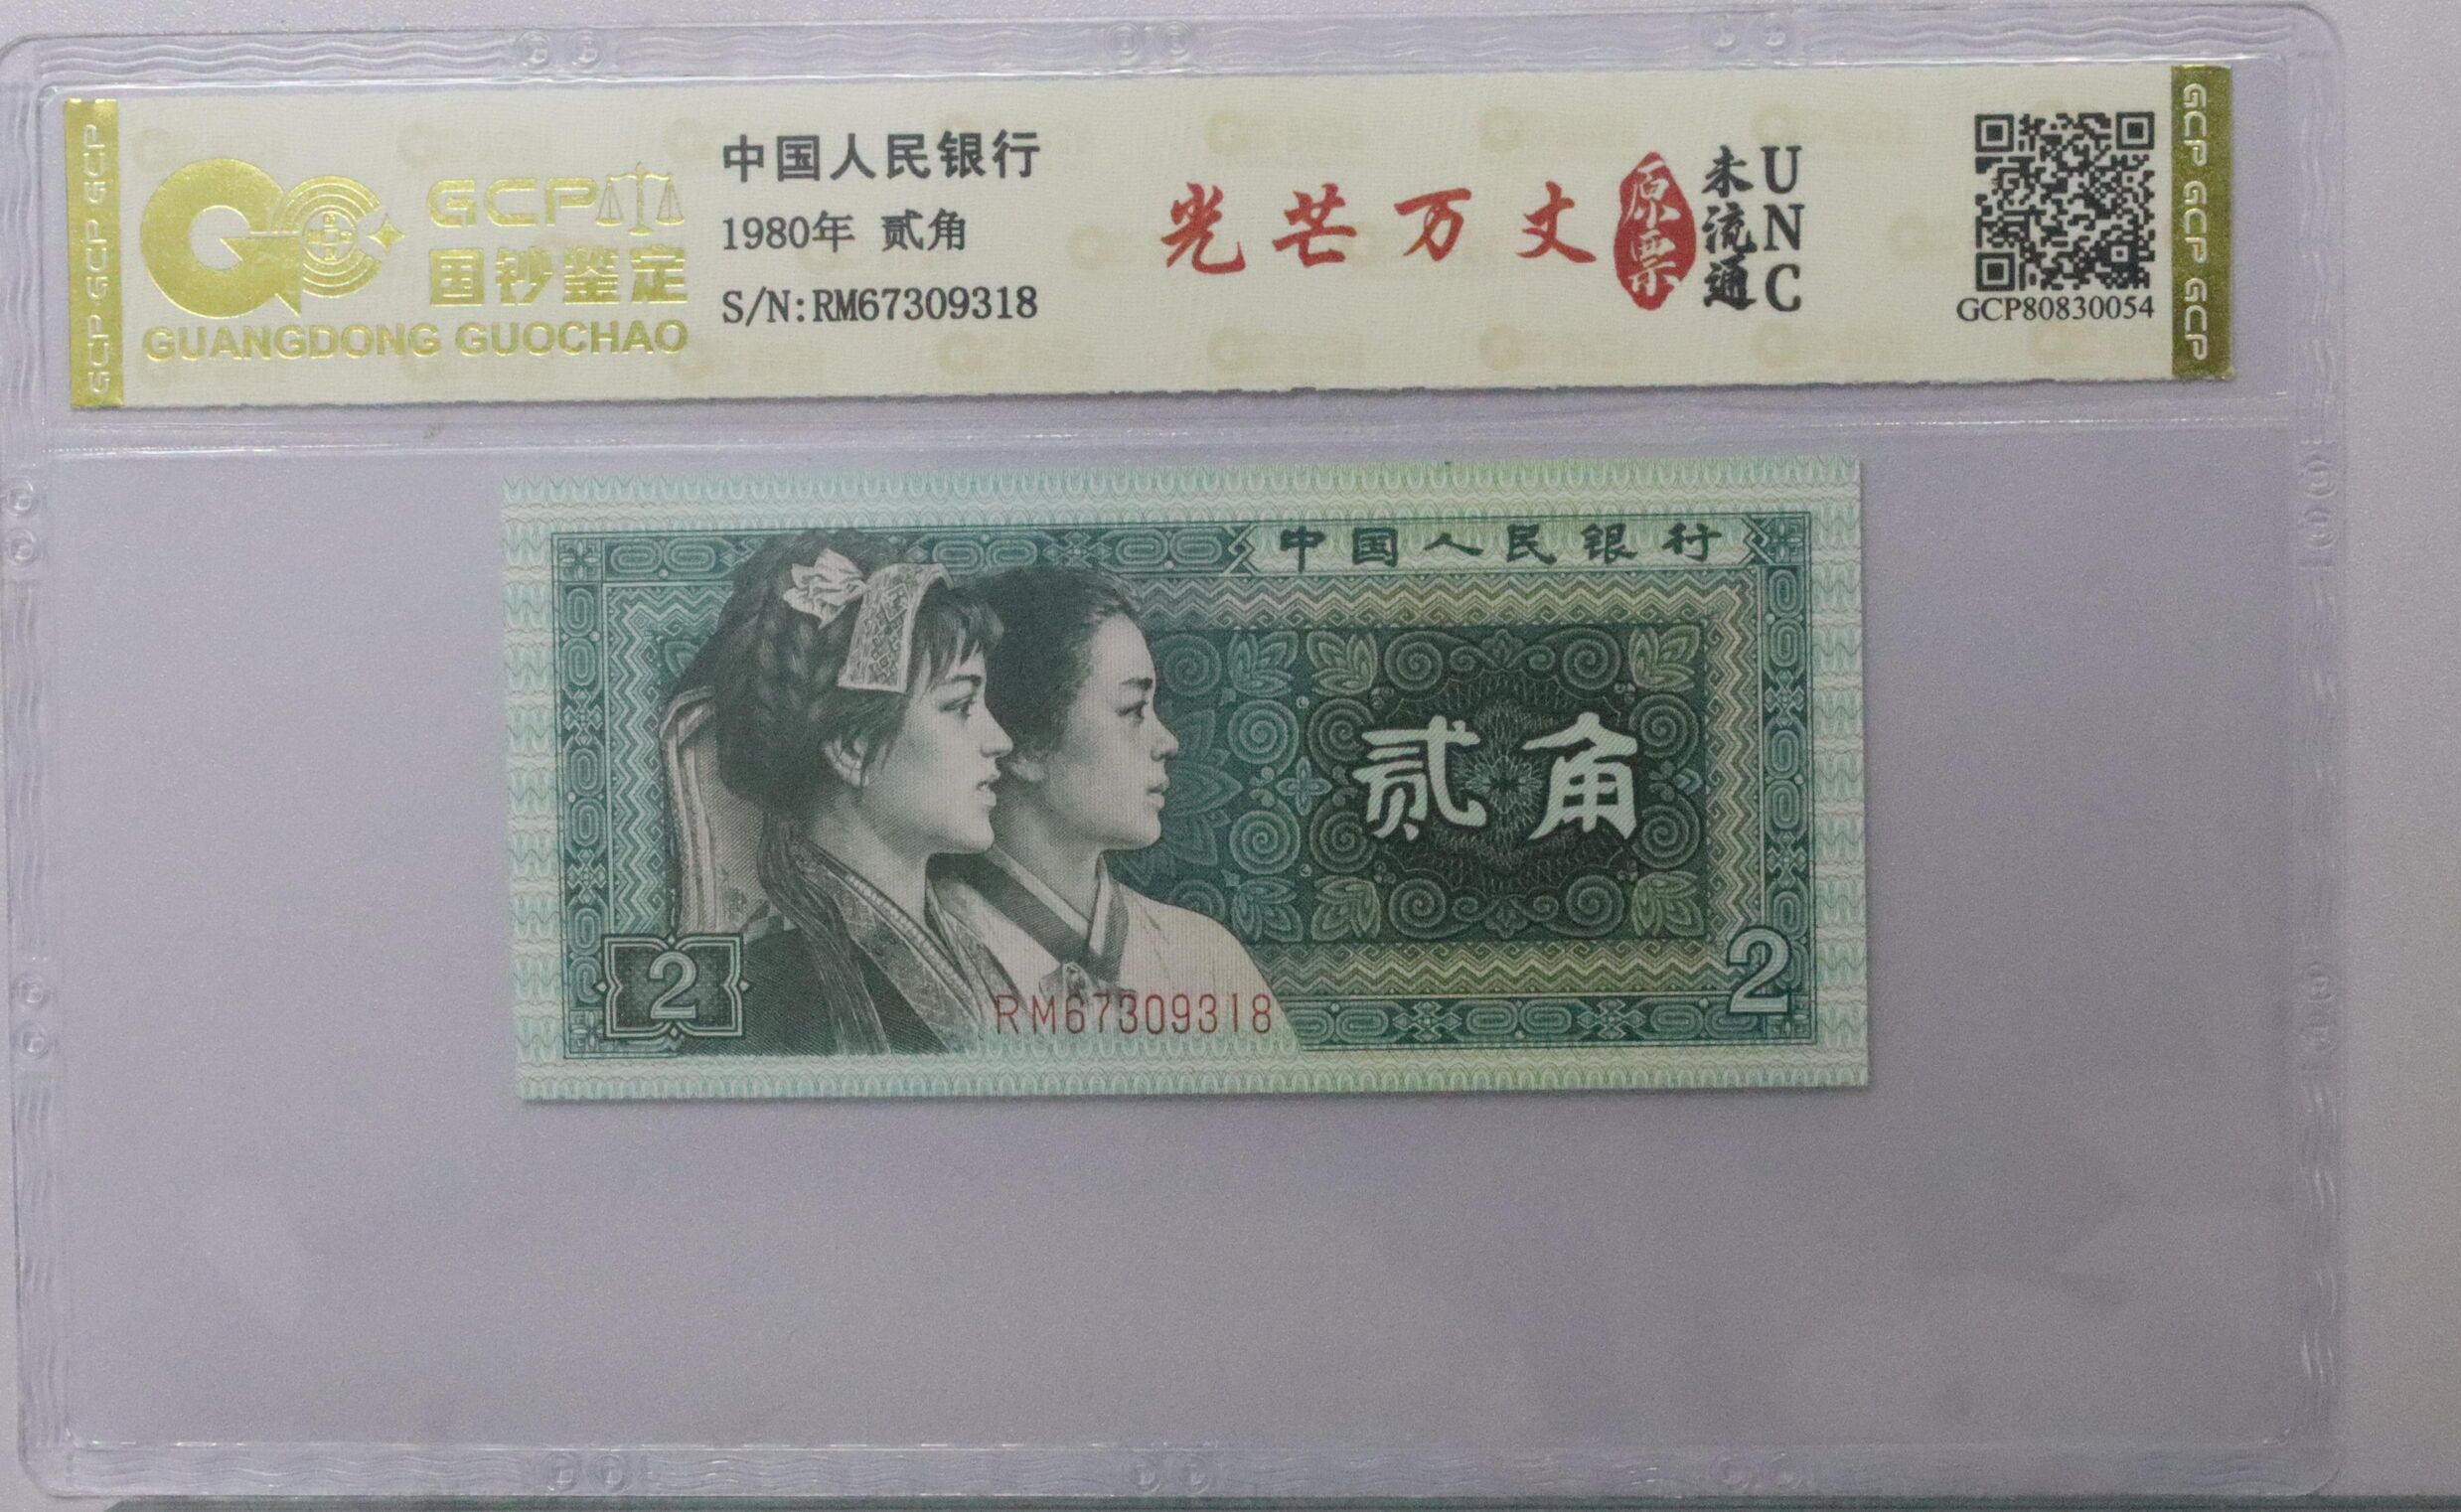 GCP GCP GCP
GCP
国钞鉴定
GUANGDONG GUOCHAO
中国人民银行
1980年 贰角
S/N:RM67309318
光芒万丈
原票
未流通
UNC
GCP80830054
GCP GCP GCP
中国人民银行
贰角
2
RM67309318
2